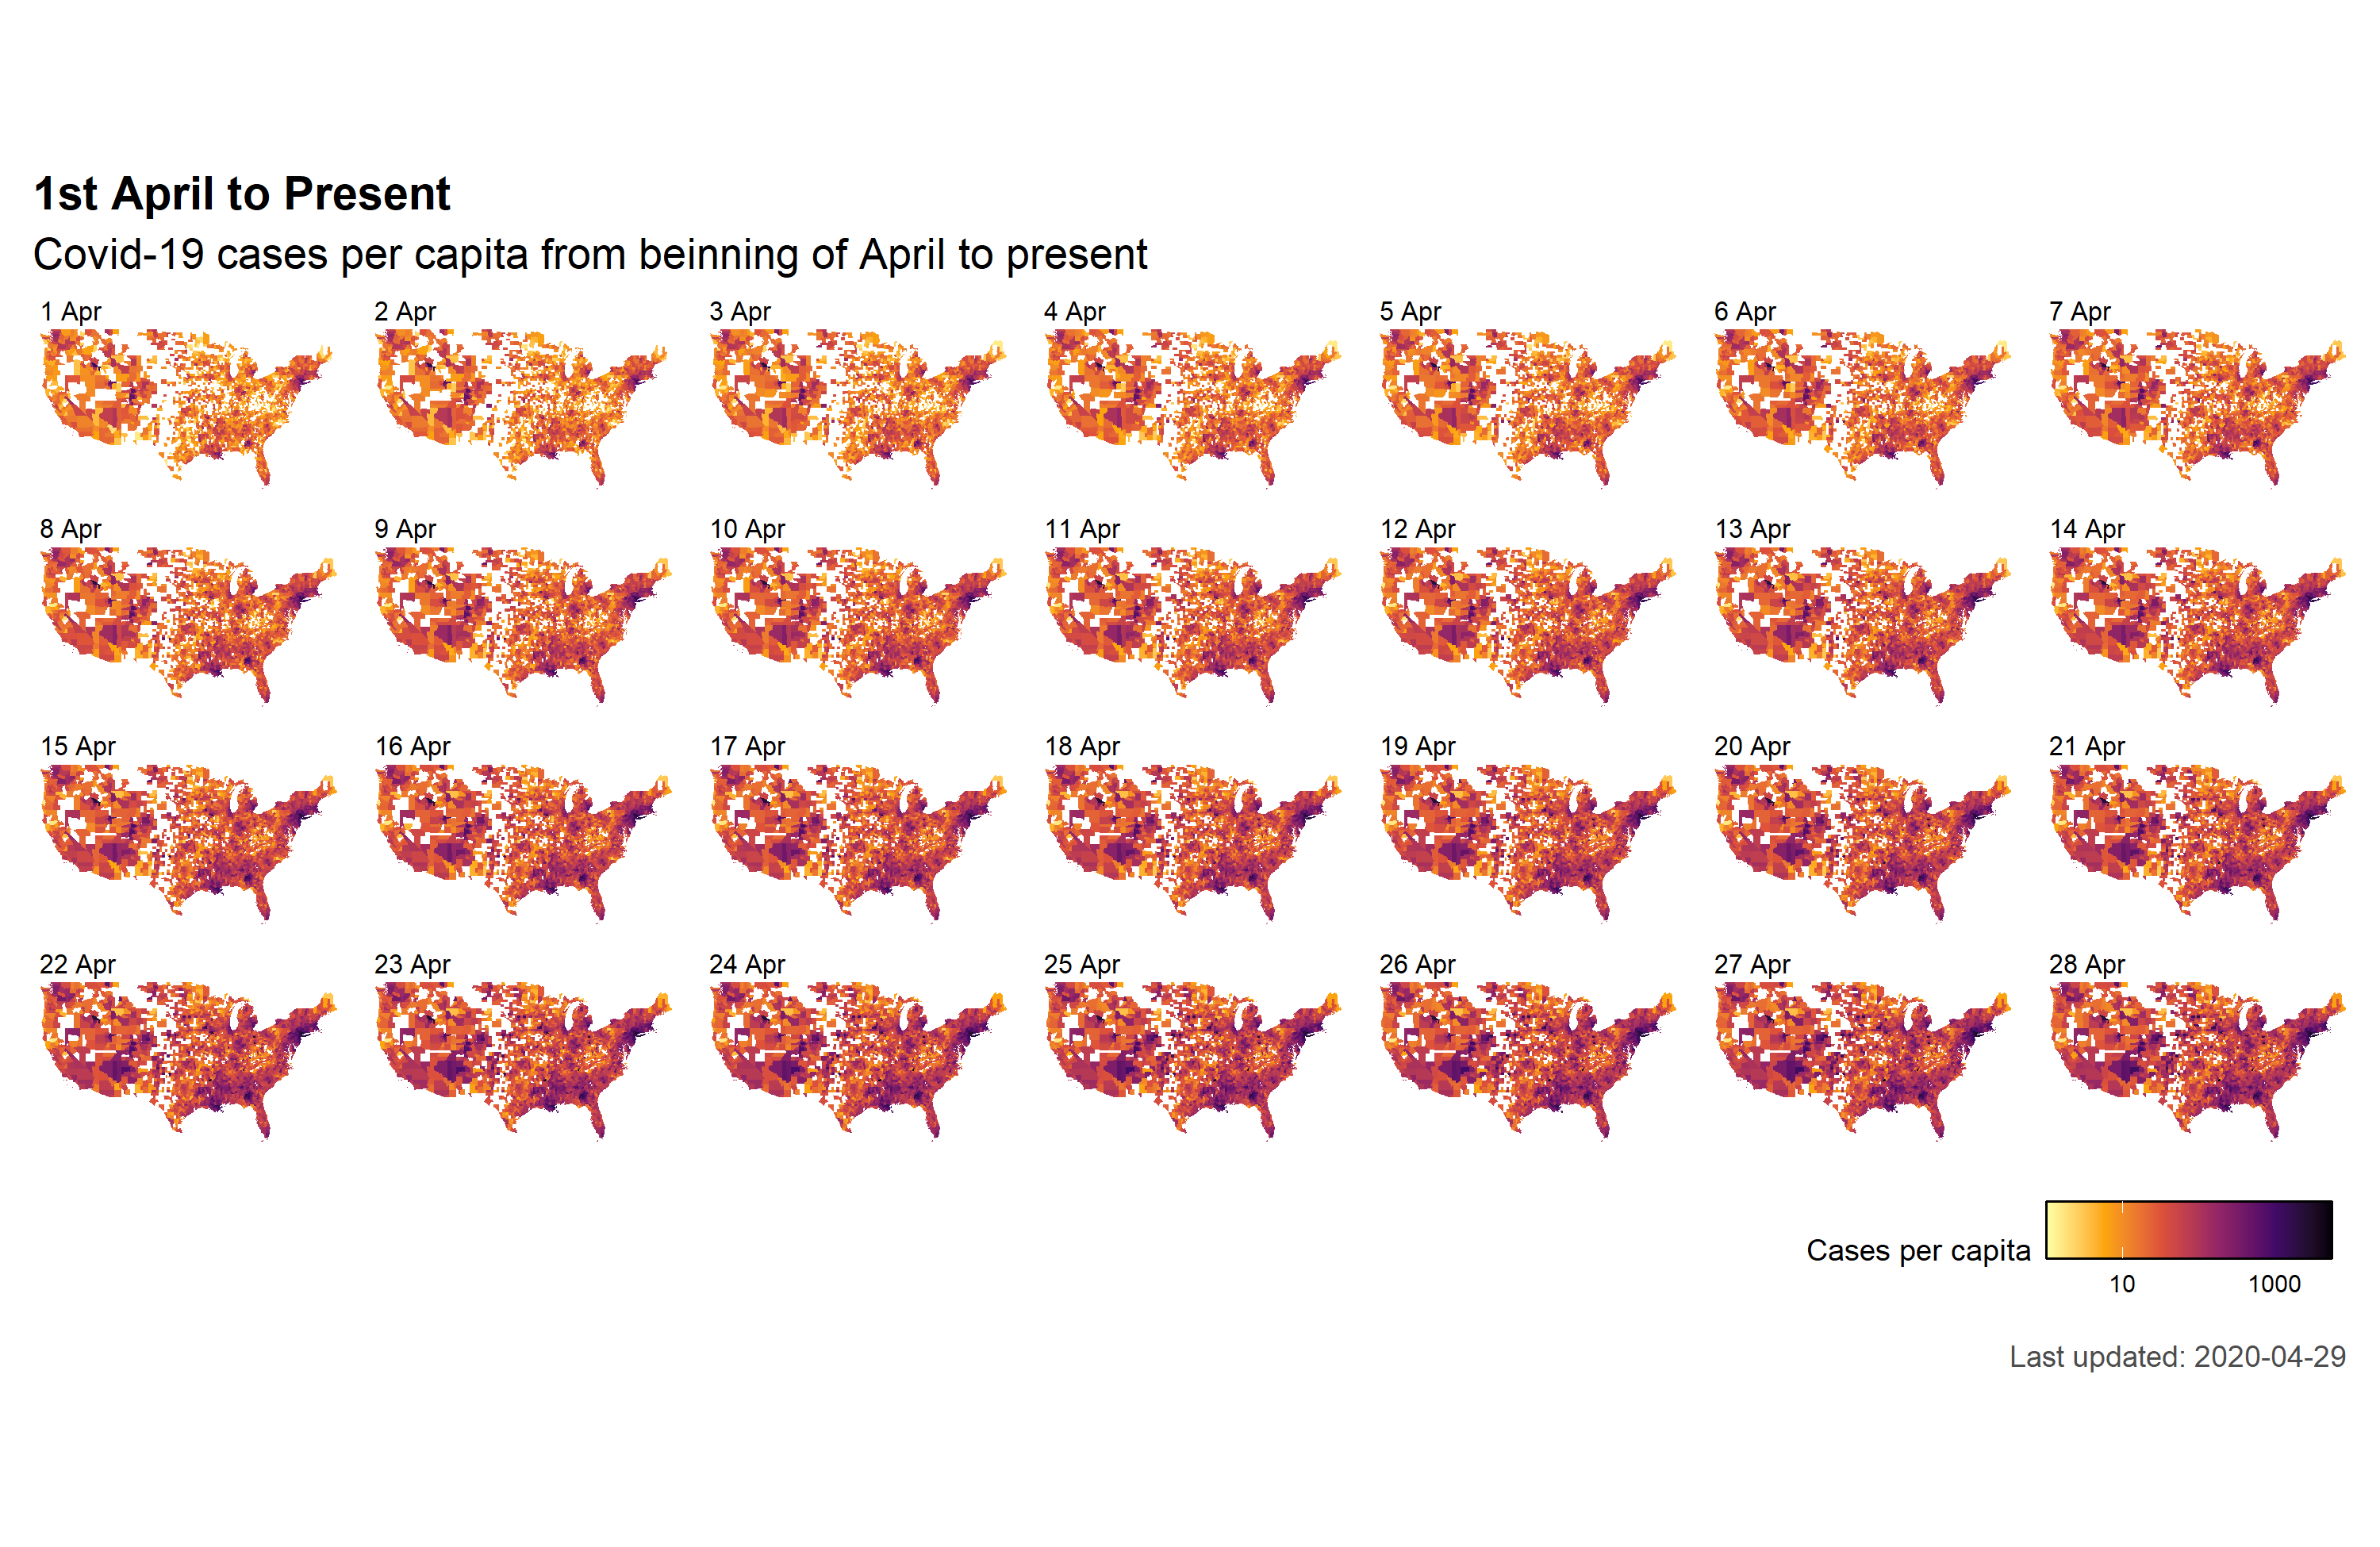 1st April to Present
Covid-19 cases per capita from beinning of April to present
1 Apr 2 Apr 3 Apr 4 Apr 5 Apr 6 Apr 7 Apr
8 Apr 9 Apr 10 Apr 11 Apr 12 Apr 13 Apr 14 Apr
15 Apr 16 Apr 17 Apr 18 Apr 19 Apr 20 Apr 21 Apr
22 Apr 23 Apr 24 Apr 25 Apr 26 Apr 27 Apr 28 Apr
Cases per capita
10 1000
Last updated: 2020-04-29